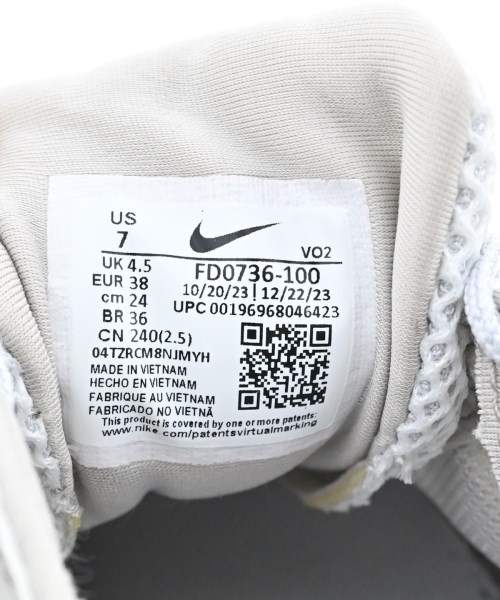 US
7
VO2
UK 4.5
EUR 38
cm 24
BR 36
CN 240(2.5)
FD0736-100
10/20/23 | 12/22/23
UPC 00196968046423
04TZRCM8NJMYH
MADE IN VIETNAM
HECHO EN VIETNAM
FABRIQUE AU VIETNAM
FABRICADO NO VIETNÃ
This product is covered by one or more patents:
www.nike.com/patentsvirtualmarking